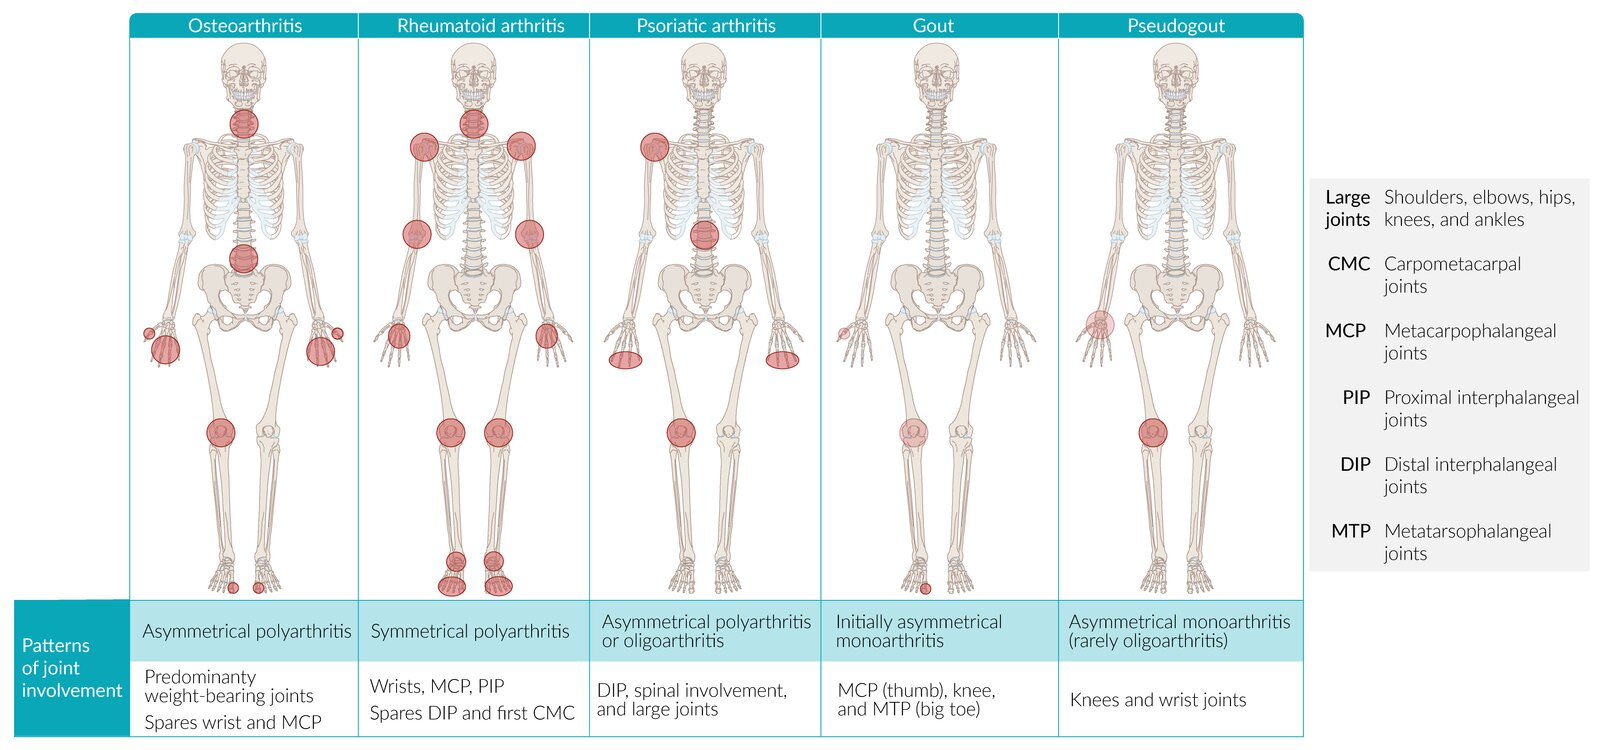 Osteoarthritis
Rheumatoid arthritis
Psoriatic arthritis
Gout
Pseudogout
Large joints
Shoulders, elbows, hips,
knees, and ankles
CMC
Carpometacarpal
joints
MCP
Metacarpophalangeal
joints
PIP
Proximal interphalangeal
joints
DIP
Distal interphalangeal
joints
MTP
Metatarsophalangeal
joints
Patterns
of joint
involvement
Asymmetrical polyarthritis
Symmetrical polyarthritis
Asymmetrical polyarthritis
or oligoarthritis
Initially asymmetrical
monoarthritis
Asymmetrical monoarthritis
(rarely oligoarthritis)
Predominanty
weight-bearing joints
Spares wrist and MCP
Wrists, MCP, PIP
Spares DIP and first CMC
DIP, spinal involvement,
and large joints
MCP (thumb), knee,
and MTP (big toe)
Knees and wrist joints